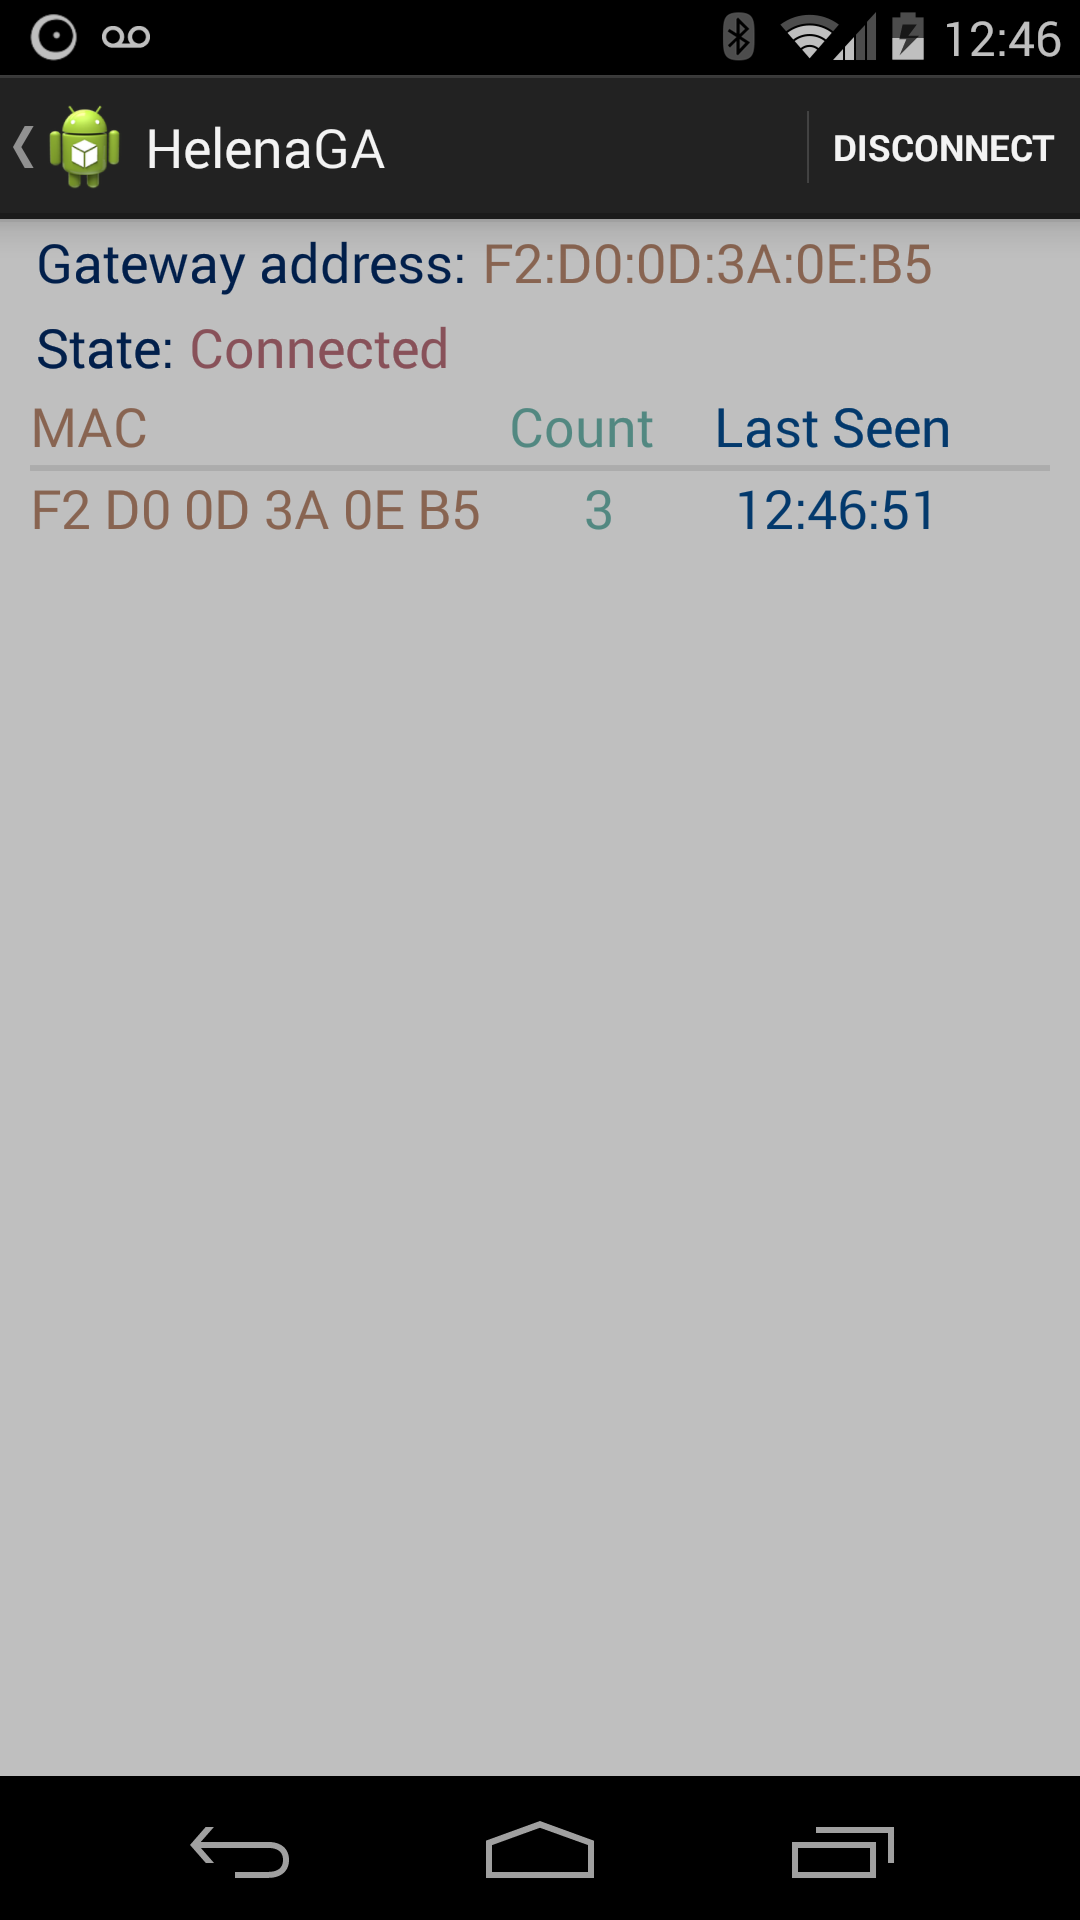 12:46
HelenaGA DISCONNECT
Gateway address: F2:D0:0D:3A:0E:B5
State: Connected
MAC Count Last Seen
F2 D0 0D 3A 0E B5 3 12:46:51